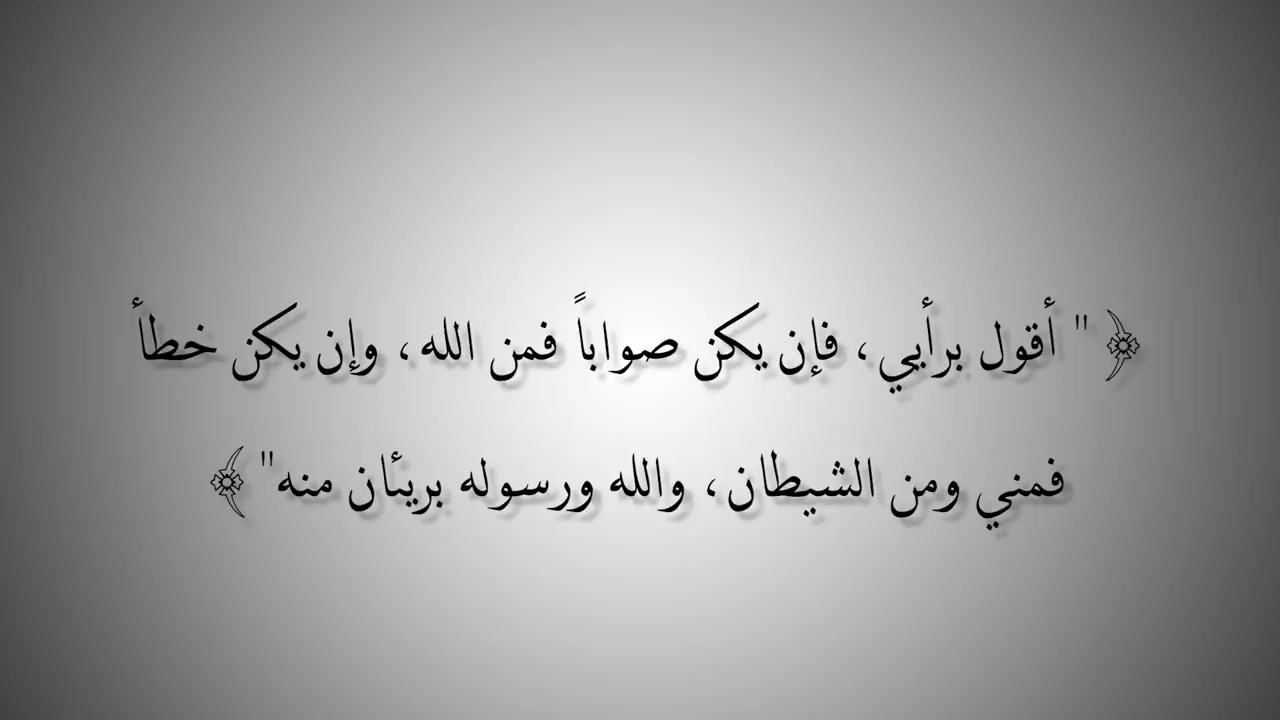 ﴿ " أقول برأيي، فإن يكن صواباً فمن الله، وإن يكن خطأ
فمني ومن الشيطان، والله ورسوله بريئان منه" ﴾